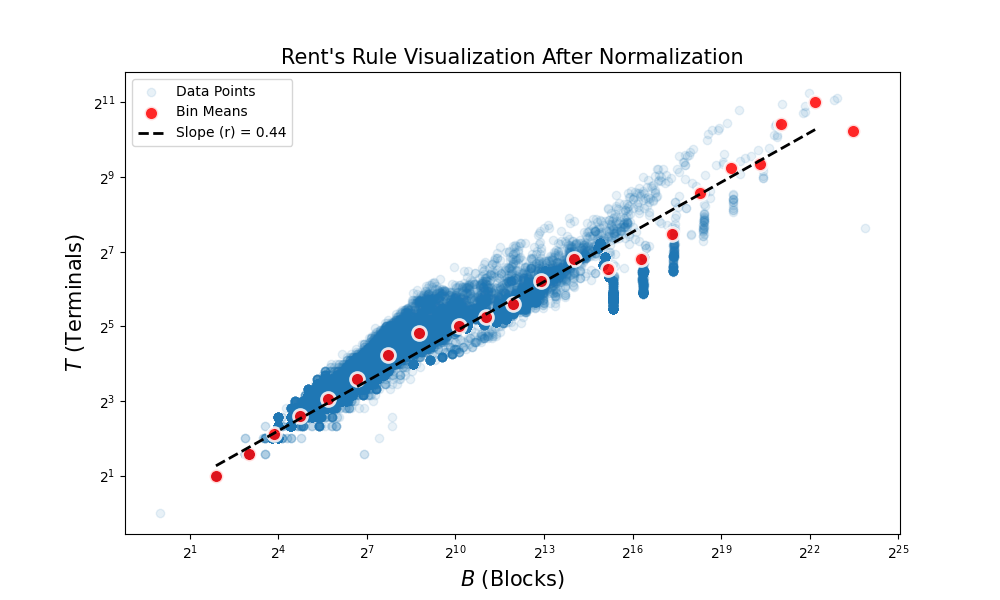 Rent's Rule Visualization After Normalization
Data Points
Bin Means
Slope (r) = 0.44
T (Terminals)
2^11
2^9
2^7
2^5
2^3
2^1
2^1 2^4 2^7 2^10 2^13 2^16 2^19 2^22 2^25
B (Blocks)